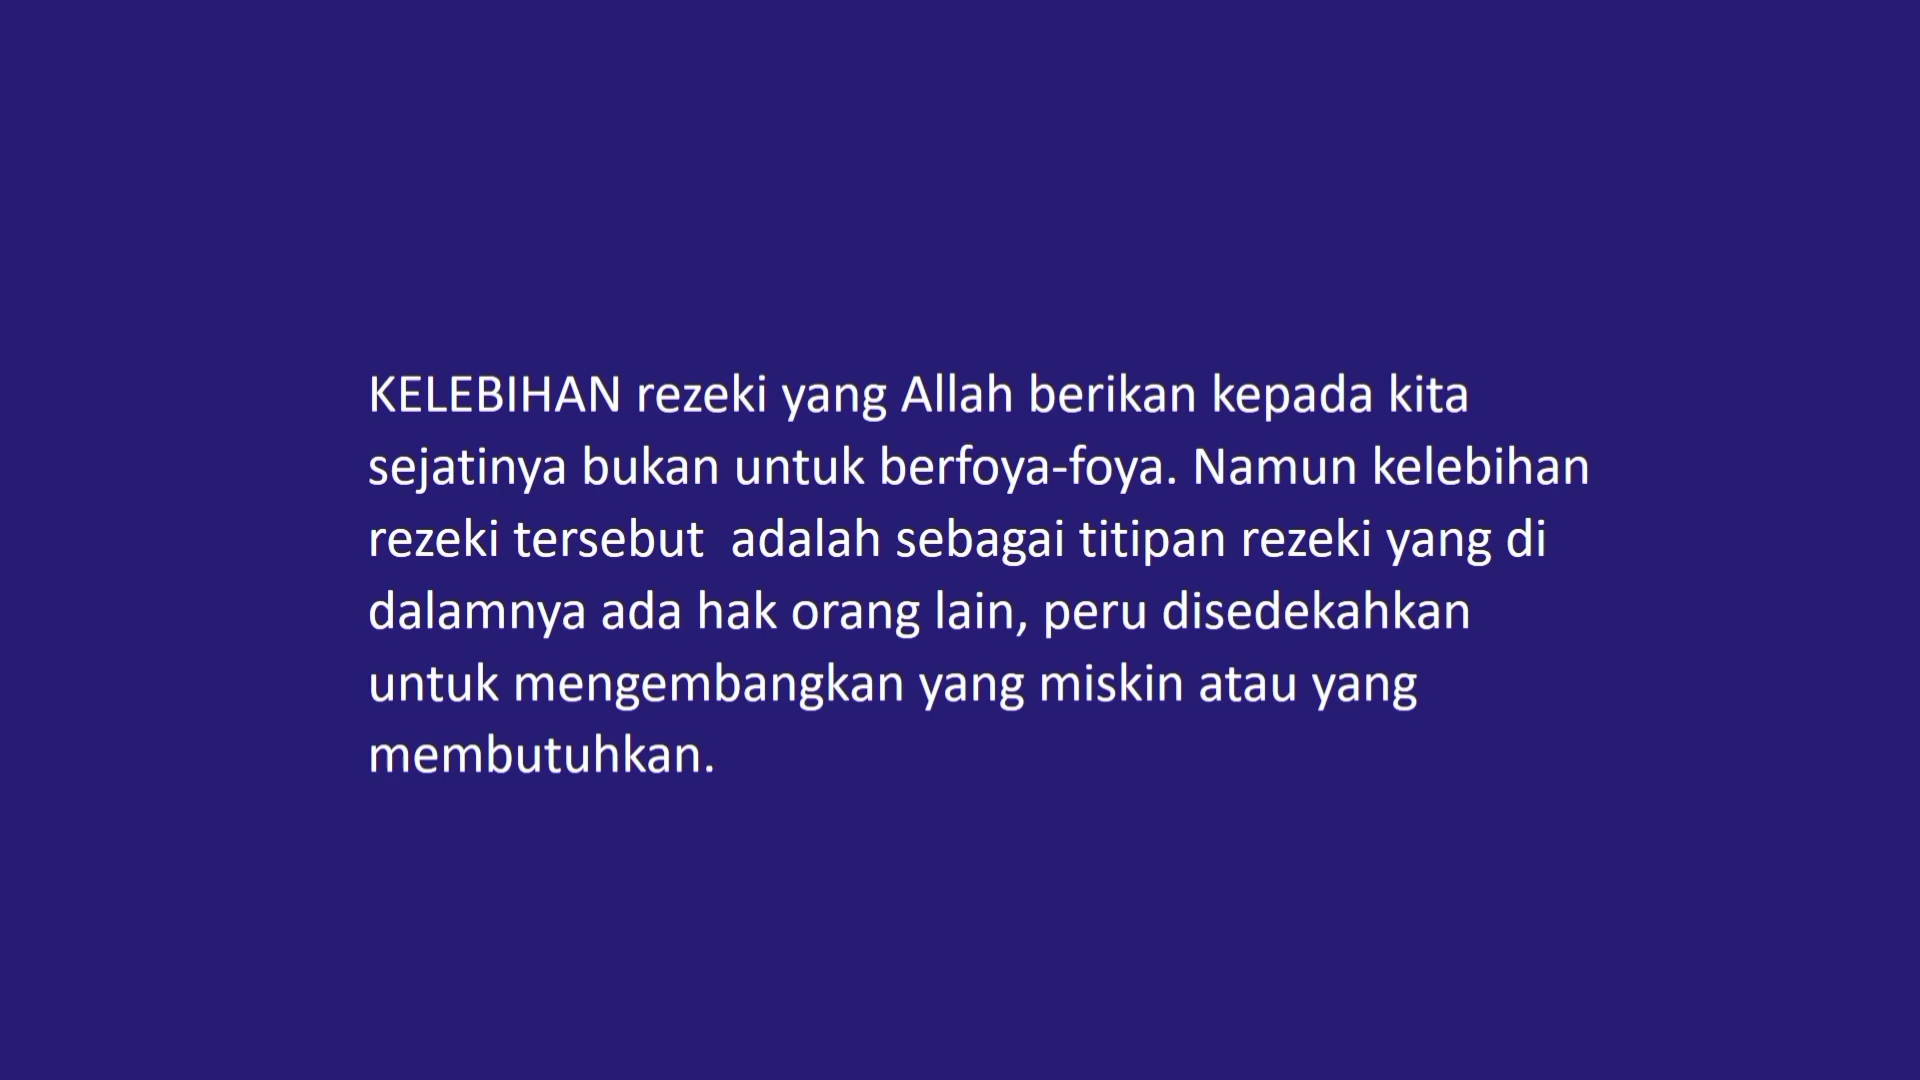 KELEBIHAN rezeki yang Allah berikan kepada kita
sejatinya bukan untuk berfoya-foya. Namun kelebihan
rezeki tersebut  adalah sebagai titipan rezeki yang di
dalamnya ada hak orang lain, peru disedekahkan
untuk mengembangkan yang miskin atau yang
membutuhkan.